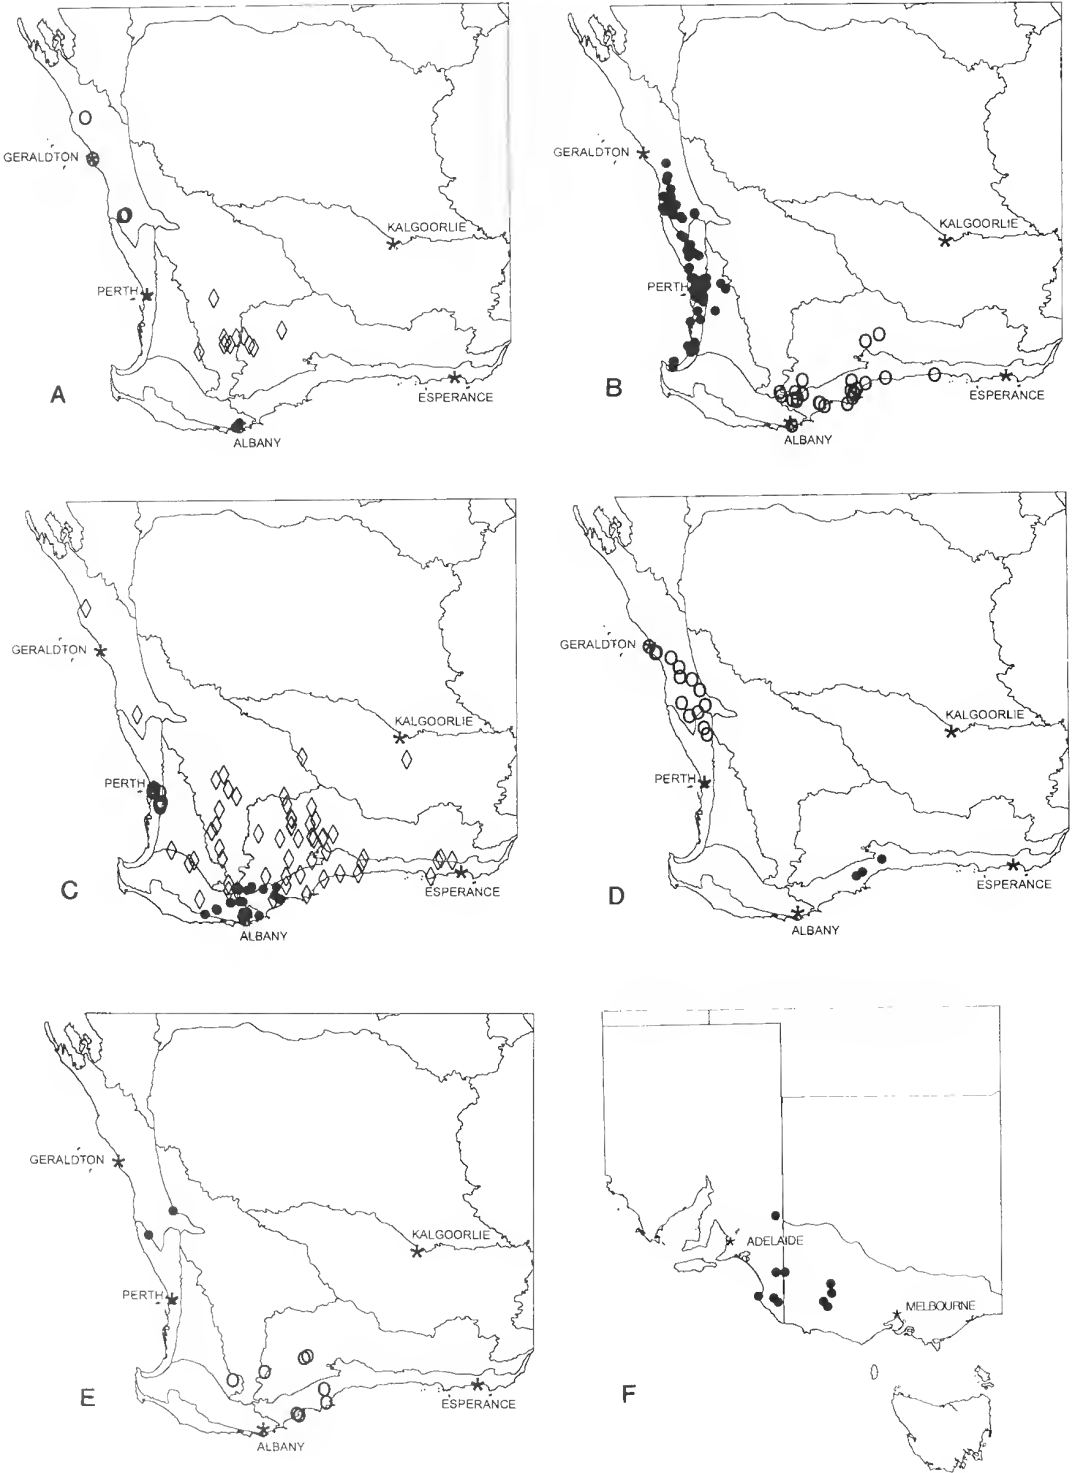 GERALDTON
KALGOORLIE
PERTH
A
ESPERANCE
ALBANY
GERALDTON
KALGOORLIE
PERTH
B
ESPERANCE
ALBANY
GERALDTON
KALGOORLIE
PERTH
C
ESPERANCE
ALBANY
GERALDTON
KALGOORLIE
PERTH
D
ESPERANCE
ALBANY
GERALDTON
KALGOORLIE
PERTH
E
ESPERANCE
ALBANY
ADELAIDE
MELBOURNE
F